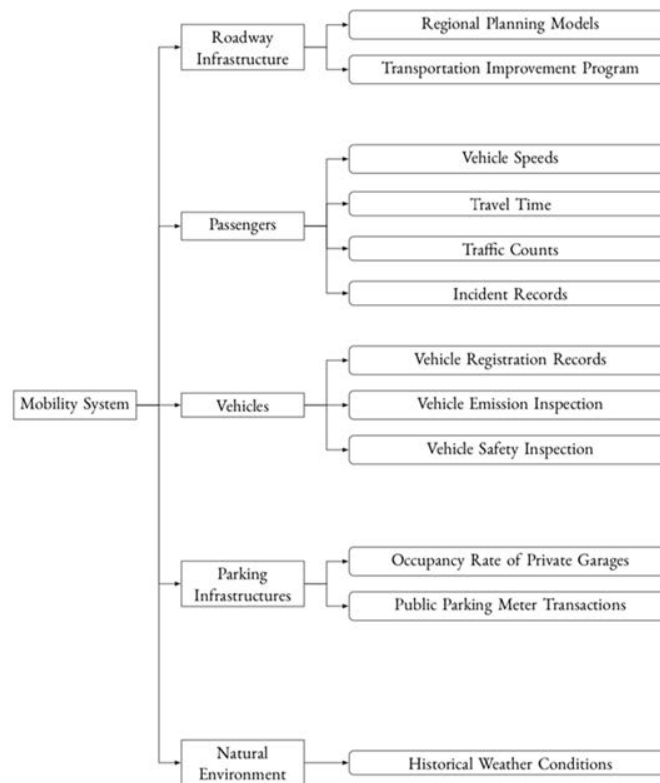 Roadway
Infrastructure
Regional Planning Models
Transportation Improvement Program
Passengers
Vehicle Speeds
Travel Time
Traffic Counts
Incident Records
Mobility System
Vehicles
Vehicle Registration Records
Vehicle Emission Inspection
Vehicle Safety Inspection
Parking
Infrastructures
Occupancy Rate of Private Garages
Public Parking Meter Transactions
Natural
Environment
Historical Weather Conditions